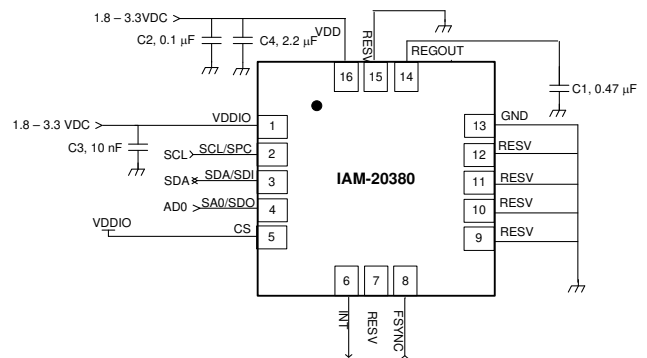 1.8 – 3.3VDC
C2, 0.1 μF
C4, 2.2 μF
VDD
RESV
REGOUT
C1, 0.47 μF
16
15
14
1.8 – 3.3 VDC
C3, 10 nF
VDDIO
1
13
GND
SCL
SCL/SPC
2
12
RESV
SDA
SDA/SDI
3
IAM-20380
11
RESV
AD0
SA0/SDO
4
10
RESV
VDDIO
CS
5
9
RESV
6
7
8
INT
RESV
FSYNC